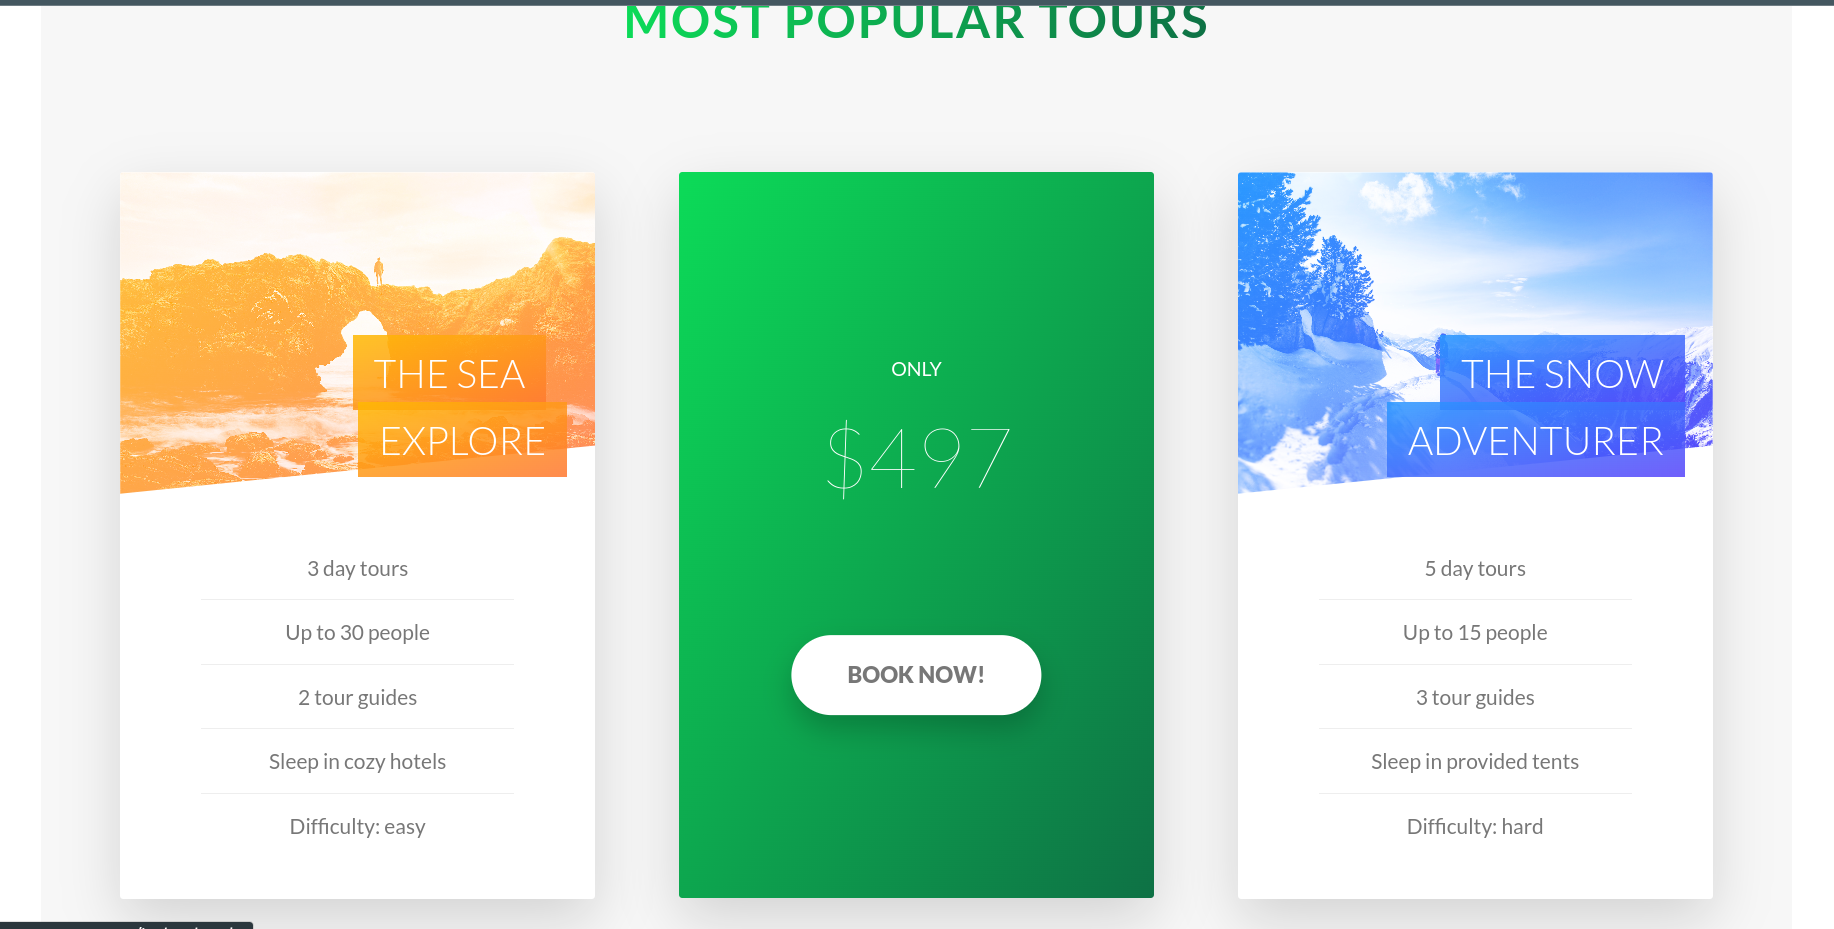 MOST POPULAR TOURS
THE SEA
EXPLORE
3 day tours
Up to 30 people
2 tour guides
Sleep in cozy hotels
Difficulty: easy
ONLY
$497
BOOK NOW!
THE SNOW
ADVENTURER
5 day tours
Up to 15 people
3 tour guides
Sleep in provided tents
Difficulty: hard